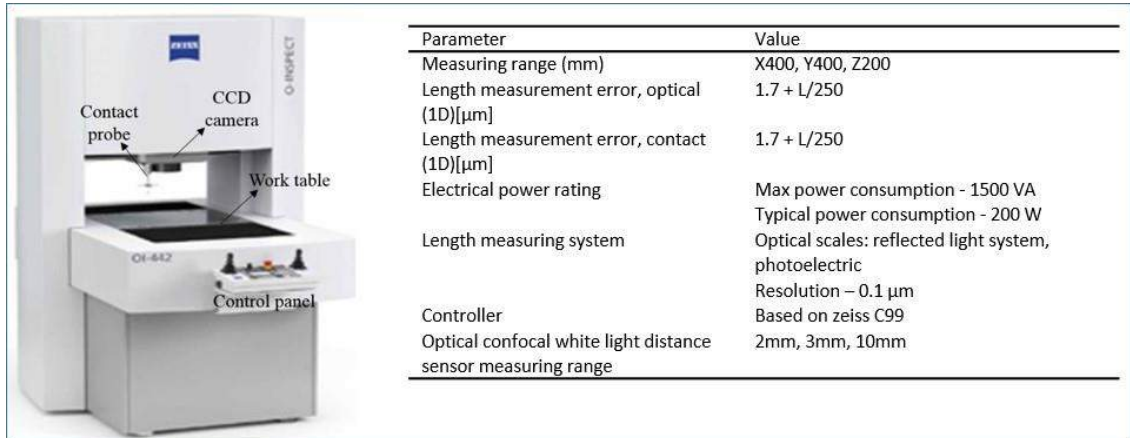 ZEISS
O-INSPECT
CCD
camera
Contact
probe
Work table
OI-442
Control panel
Parameter Value
Measuring range (mm) X400, Y400, Z200
Length measurement error, optical 1.7 + L/250
(1D)[µm]
Length measurement error, contact 1.7 + L/250
(1D)[µm]
Electrical power rating Max power consumption - 1500 VA
Typical power consumption - 200 W
Length measuring system Optical scales: reflected light system,
photoelectric
Resolution – 0.1 µm
Controller Based on zeiss C99
Optical confocal white light distance 2mm, 3mm, 10mm
sensor measuring range